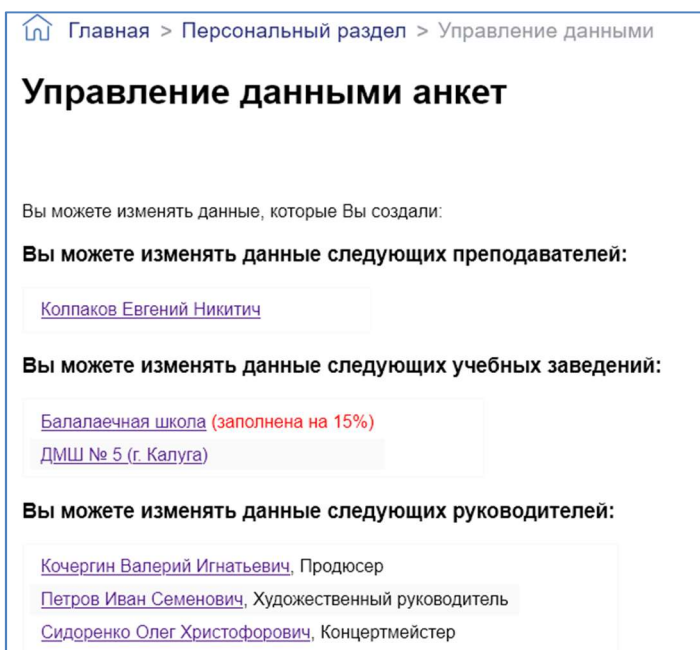 Главная > Персональный раздел > Управление данными
Управление данными анкет
Вы можете изменять данные, которые Вы создали:
Вы можете изменять данные следующих преподавателей:
Колпаков Евгений Никитич
Вы можете изменять данные следующих учебных заведений:
Балалаечная школа (заполнена на 15%)
ДМШ № 5 (г. Калуга)
Вы можете изменять данные следующих руководителей:
Кочергин Валерий Игнатьевич, Продюсер
Петров Иван Семенович, Художественный руководитель
Сидоренко Олег Христофорович, Концертмейстер